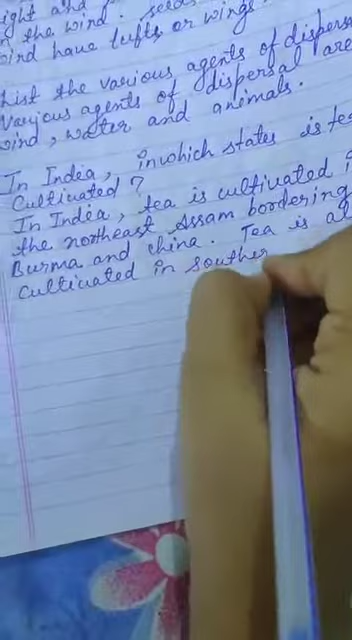 ight and
n the wind. seeds
wind have tufts or wings.
List the various agents of dispersa
Various agents of dispersal are
wind, water and animals.
In India, in which states is tea
Cultivated?
In India, tea is cultivated i
the northeast Assam bordering
Burma and China. Tea is al
cultivated in souther